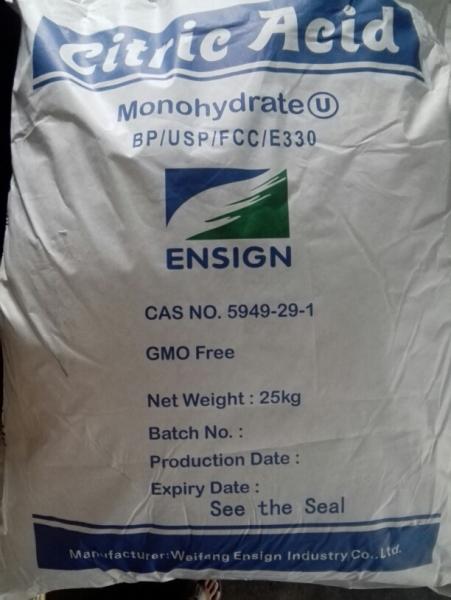 Citric Acid
Monohydrate Ⓤ
BP/USP/FCC/E330
ENSIGN
CAS NO. 5949-29-1
GMO Free
Net Weight : 25kg
Batch No. :
Production Date :
Expiry Date :
See the Seal
Manufacturer:Weifang Ensign Industry Co.,Ltd.